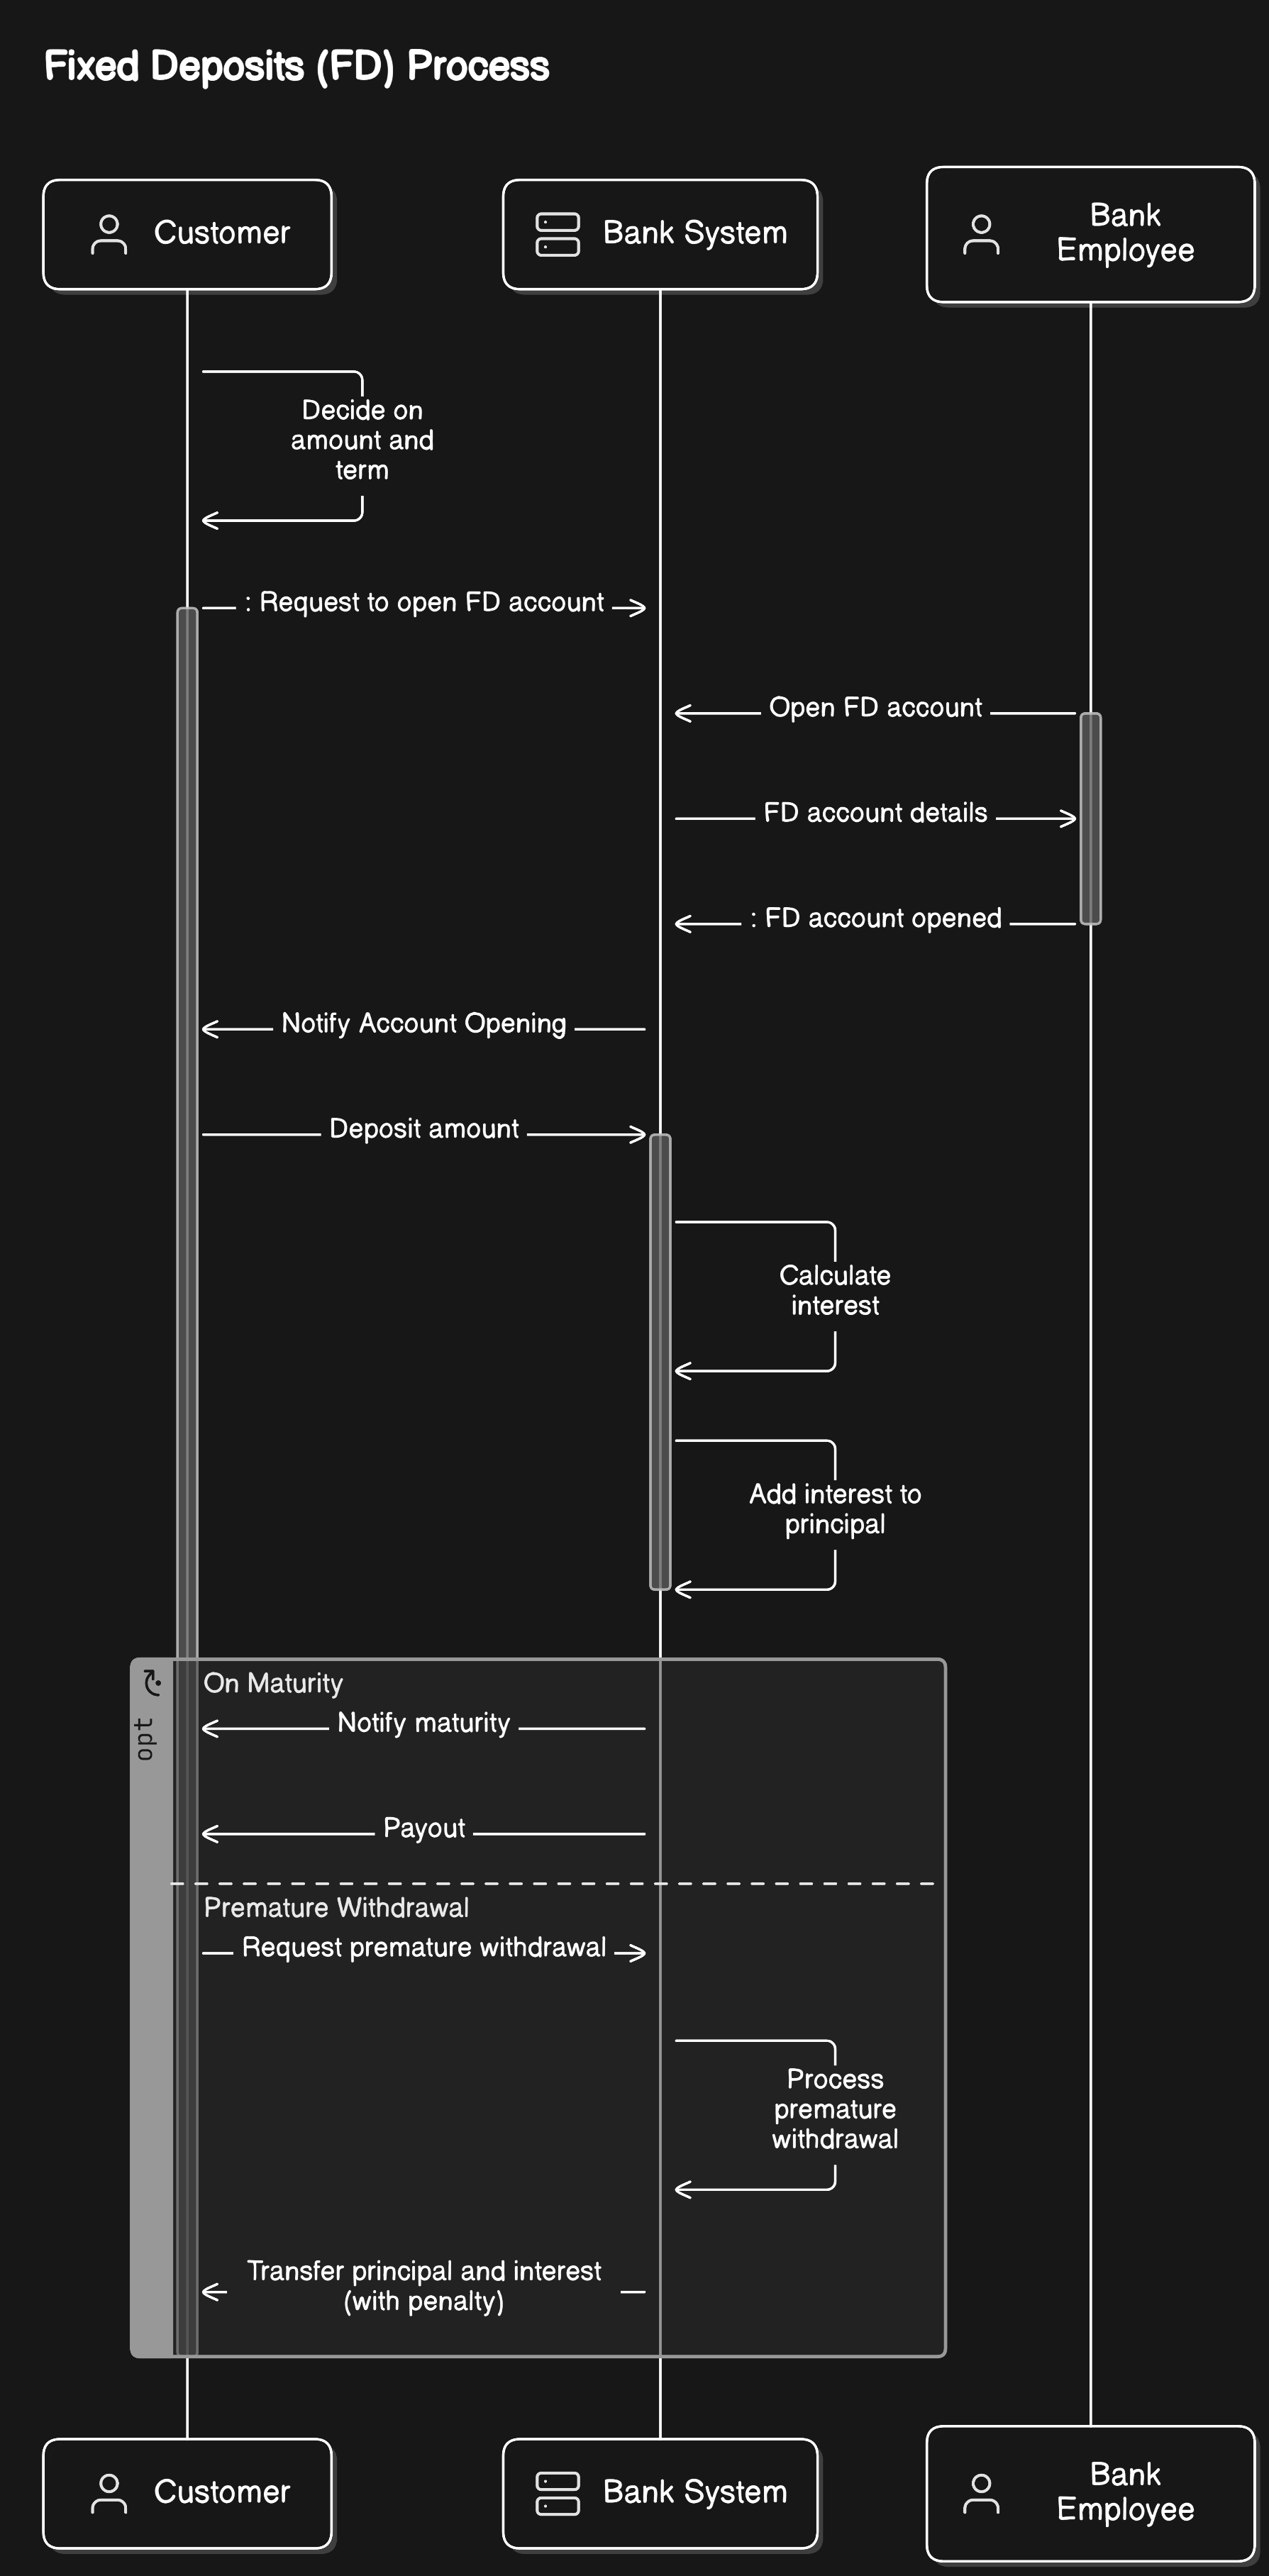 Fixed Deposits (FD) Process
Customer
Bank System
Bank
Employee
Decide on
amount and
term
: Request to open FD account
Open FD account
FD account details
: FD account opened
Notify Account Opening
Deposit amount
Calculate
interest
Add interest to
principal
opt
On Maturity
Notify maturity
Payout
Premature Withdrawal
Request premature withdrawal
Process
premature
withdrawal
Transfer principal and interest
(with penalty)
Customer
Bank System
Bank
Employee